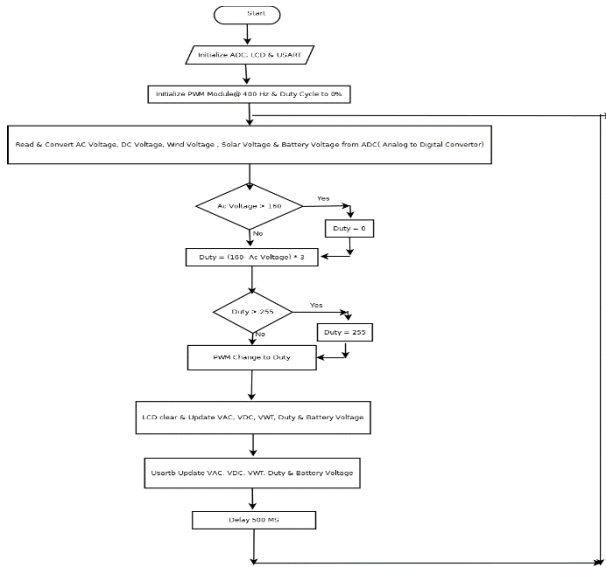 Start
Initialize ADC, LCD & USART
Initialize PWM Module@ 400 Hz & Duty Cycle to 0%
Read & Convert AC Voltage, DC Voltage, Wind Voltage , Solar Voltage & Battery Voltage from ADC( Analog to Digital Convertor)
Ac Voltage > 160
Yes
Duty = 0
No
Duty = (160- Ac Voltage) * 3
Duty > 255
Yes
Duty = 255
No
PWM Change to Duty
LCD clear & Update VAC, VDC, VWT, Duty & Battery Voltage
Usartb Update VAC, VDC, VWT, Duty & Battery Voltage
Delay 500 MS